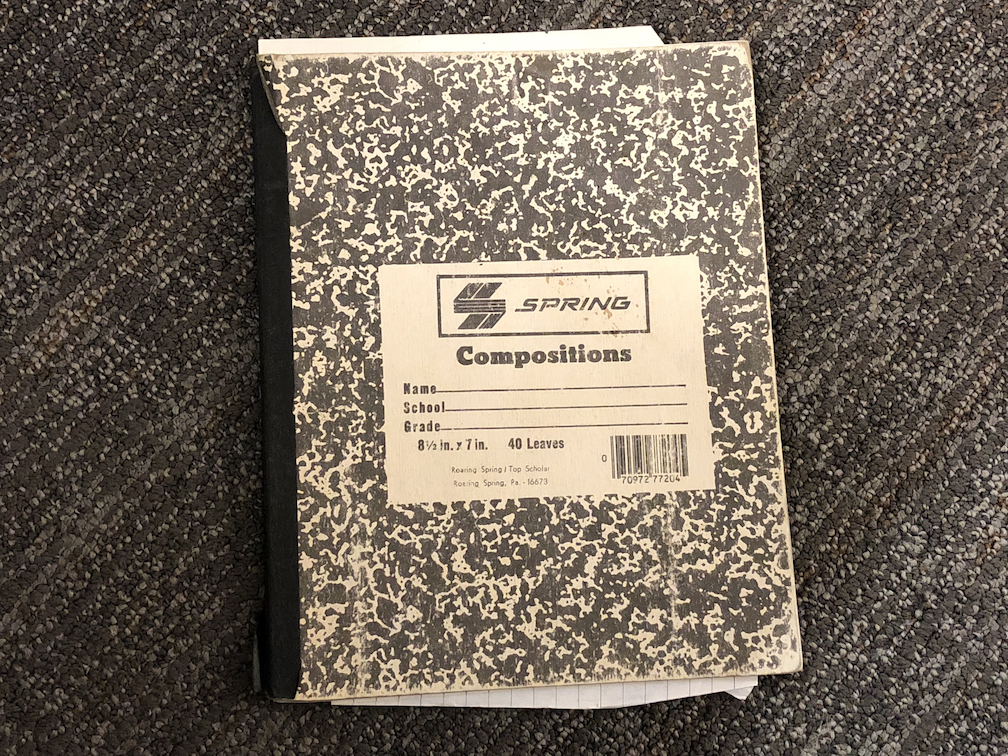 SPRING
Compositions
Name
School
Grade
8½ in. x 7 in. 40 Leaves
Roaring Spring / Top Scholar
Roaring Spring, Pa. - 16673
0 70972 77204